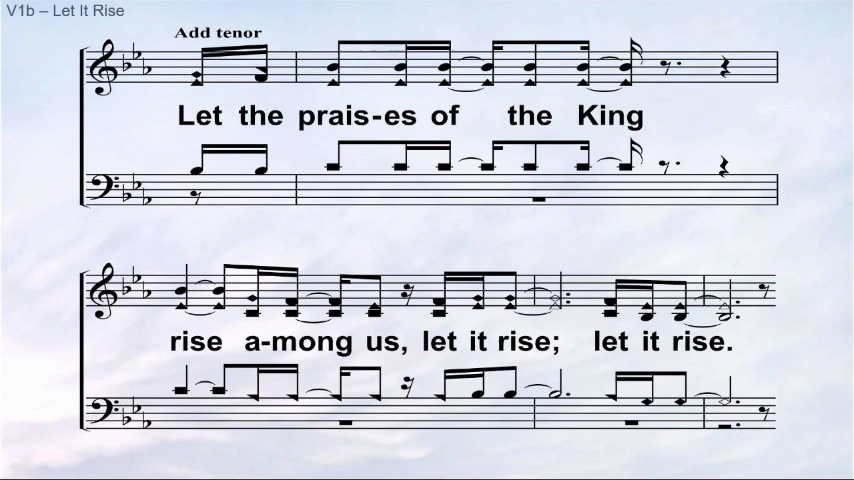 V1b – Let It Rise
Add tenor
Let the prais-es of the King
rise a-mong us, let it rise; let it rise.